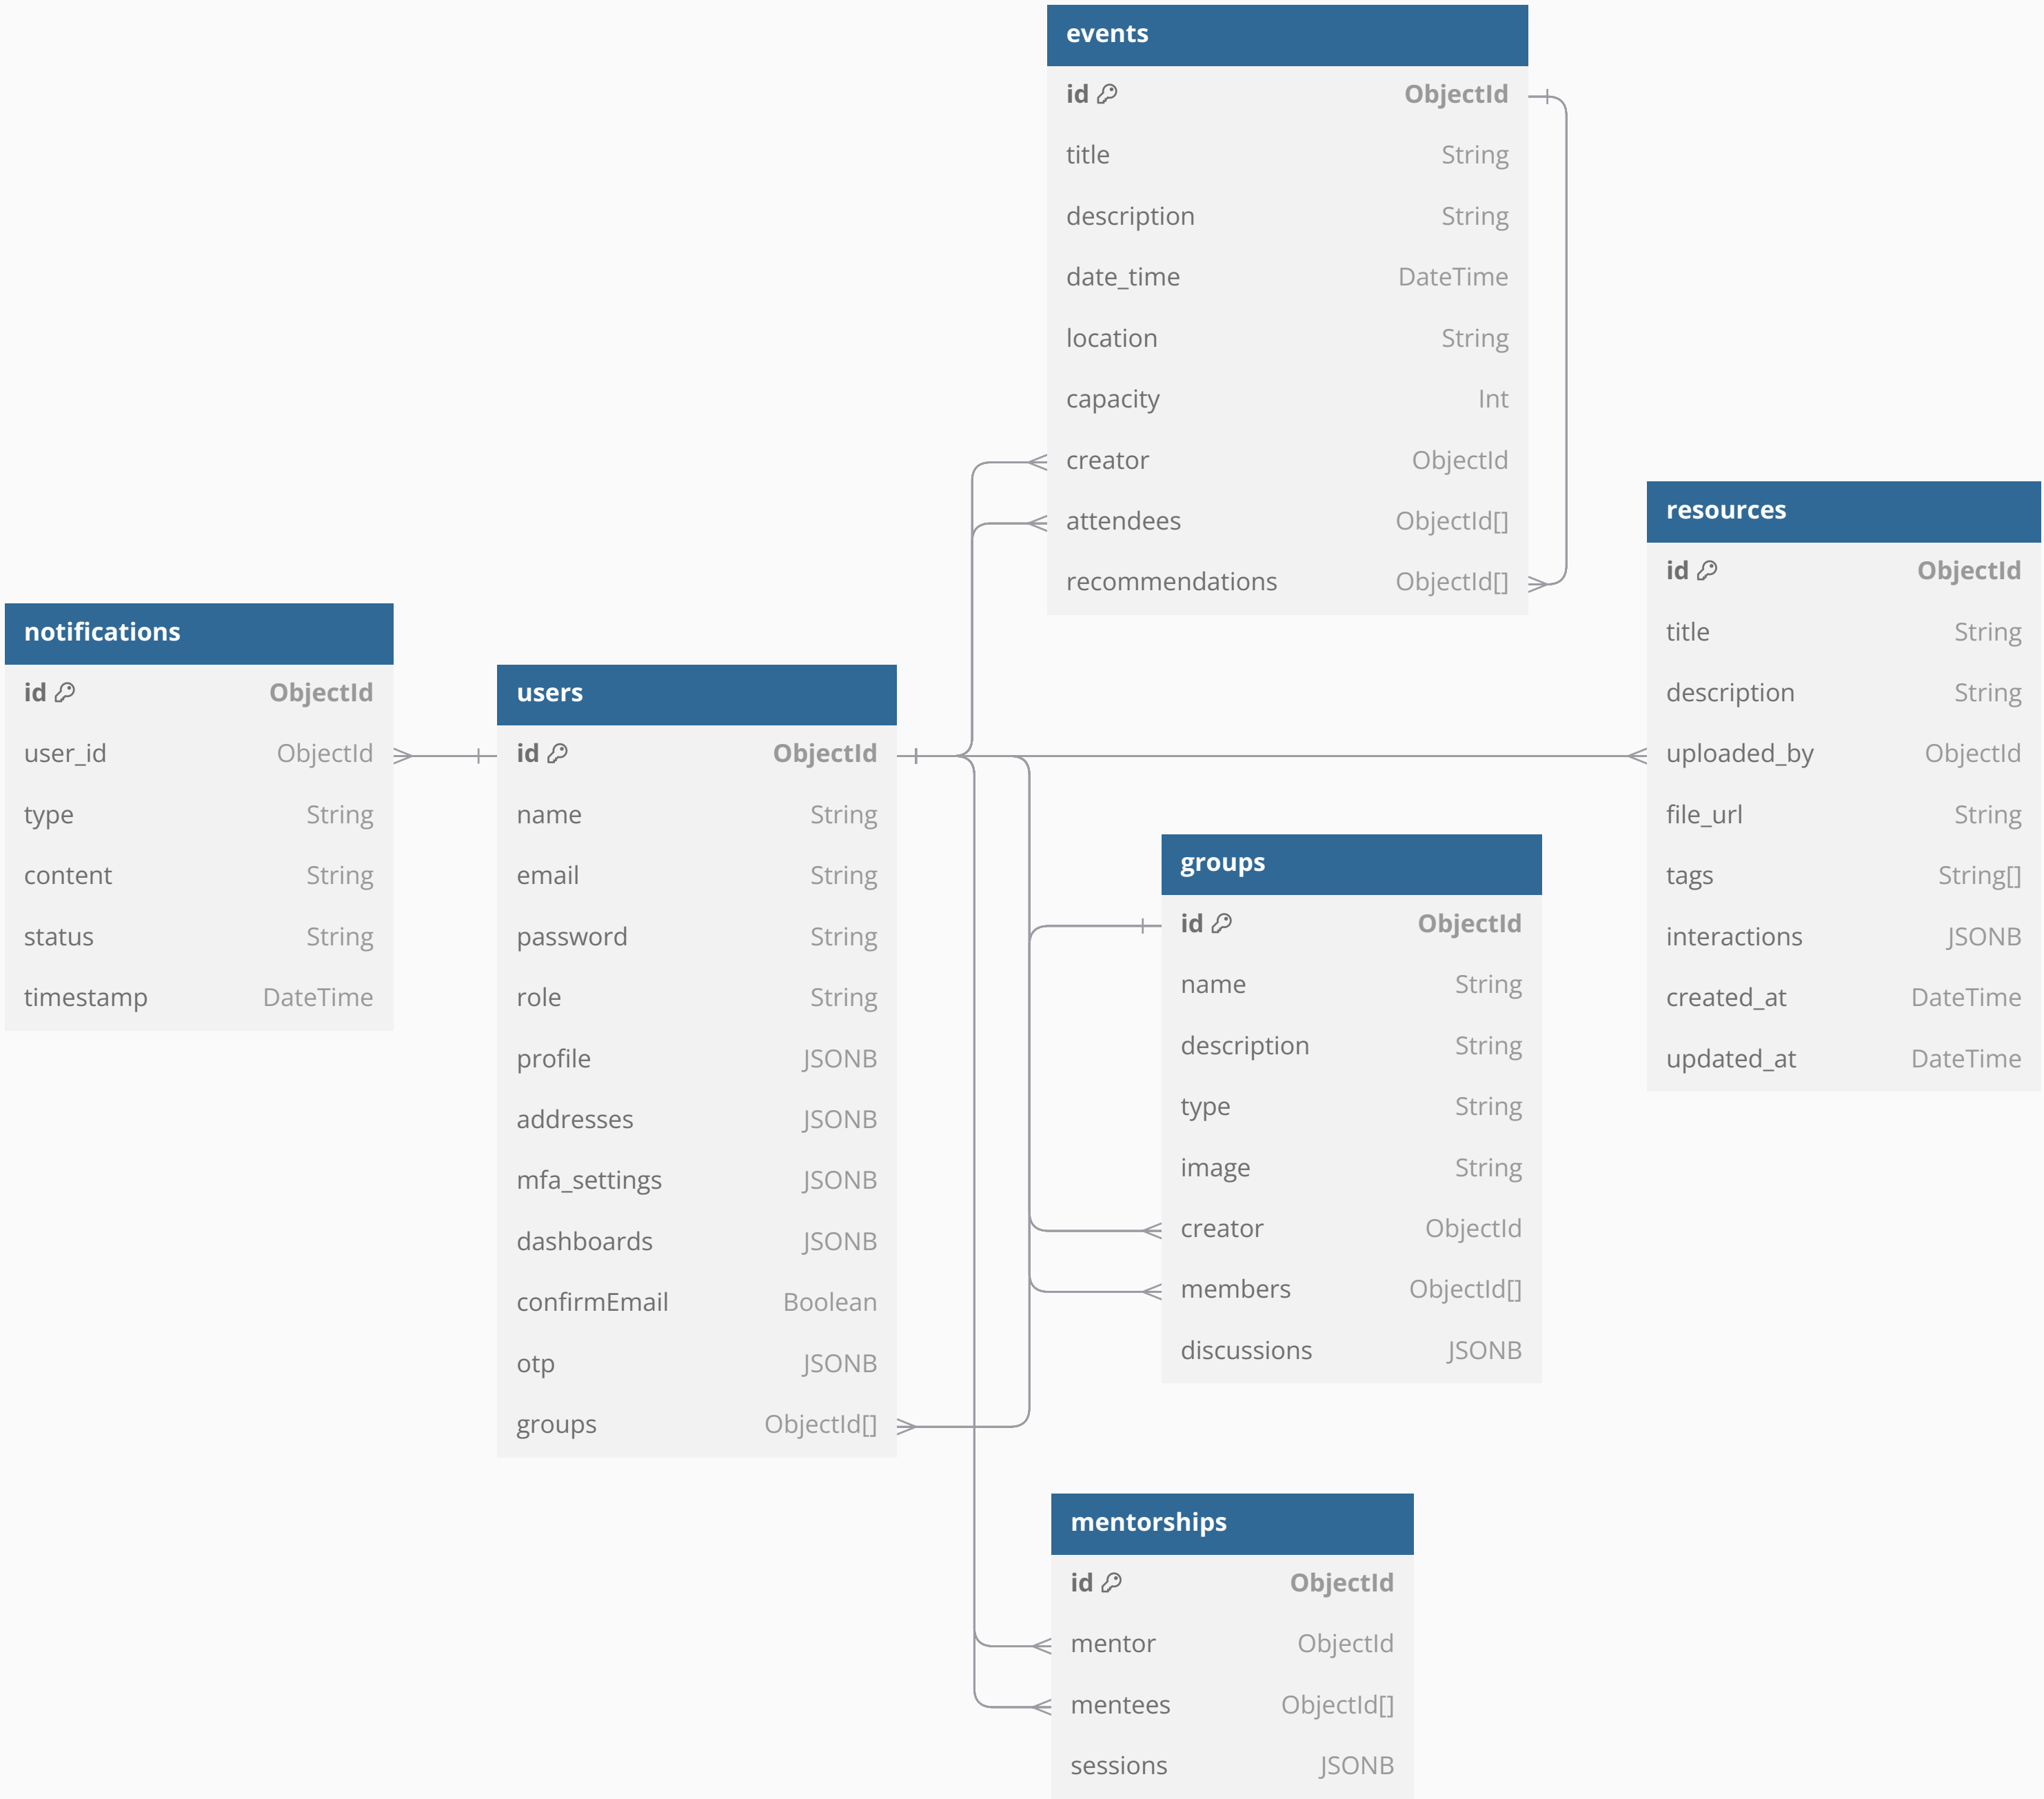 events
id ObjectId
title String
description String
date_time DateTime
location String
capacity Int
creator ObjectId
attendees ObjectId[]
recommendations ObjectId[]
resources
id ObjectId
title String
description String
uploaded_by ObjectId
file_url String
tags String[]
interactions JSONB
created_at DateTime
updated_at DateTime
notifications
id ObjectId
user_id ObjectId
type String
content String
status String
timestamp DateTime
users
id ObjectId
name String
email String
password String
role String
profile JSONB
addresses JSONB
mfa_settings JSONB
dashboards JSONB
confirmEmail Boolean
otp JSONB
groups ObjectId[]
groups
id ObjectId
name String
description String
type String
image String
creator ObjectId
members ObjectId[]
discussions JSONB
mentorships
id ObjectId
mentor ObjectId
mentees ObjectId[]
sessions JSONB